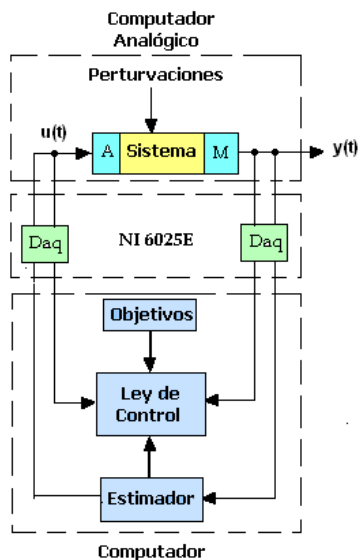 Computador
Analógico
Perturvaciones
u(t)
A
Sistema
M
y(t)
Daq
NI 6025E
Daq
Objetivos
Ley de
Control
Estimador
Computador